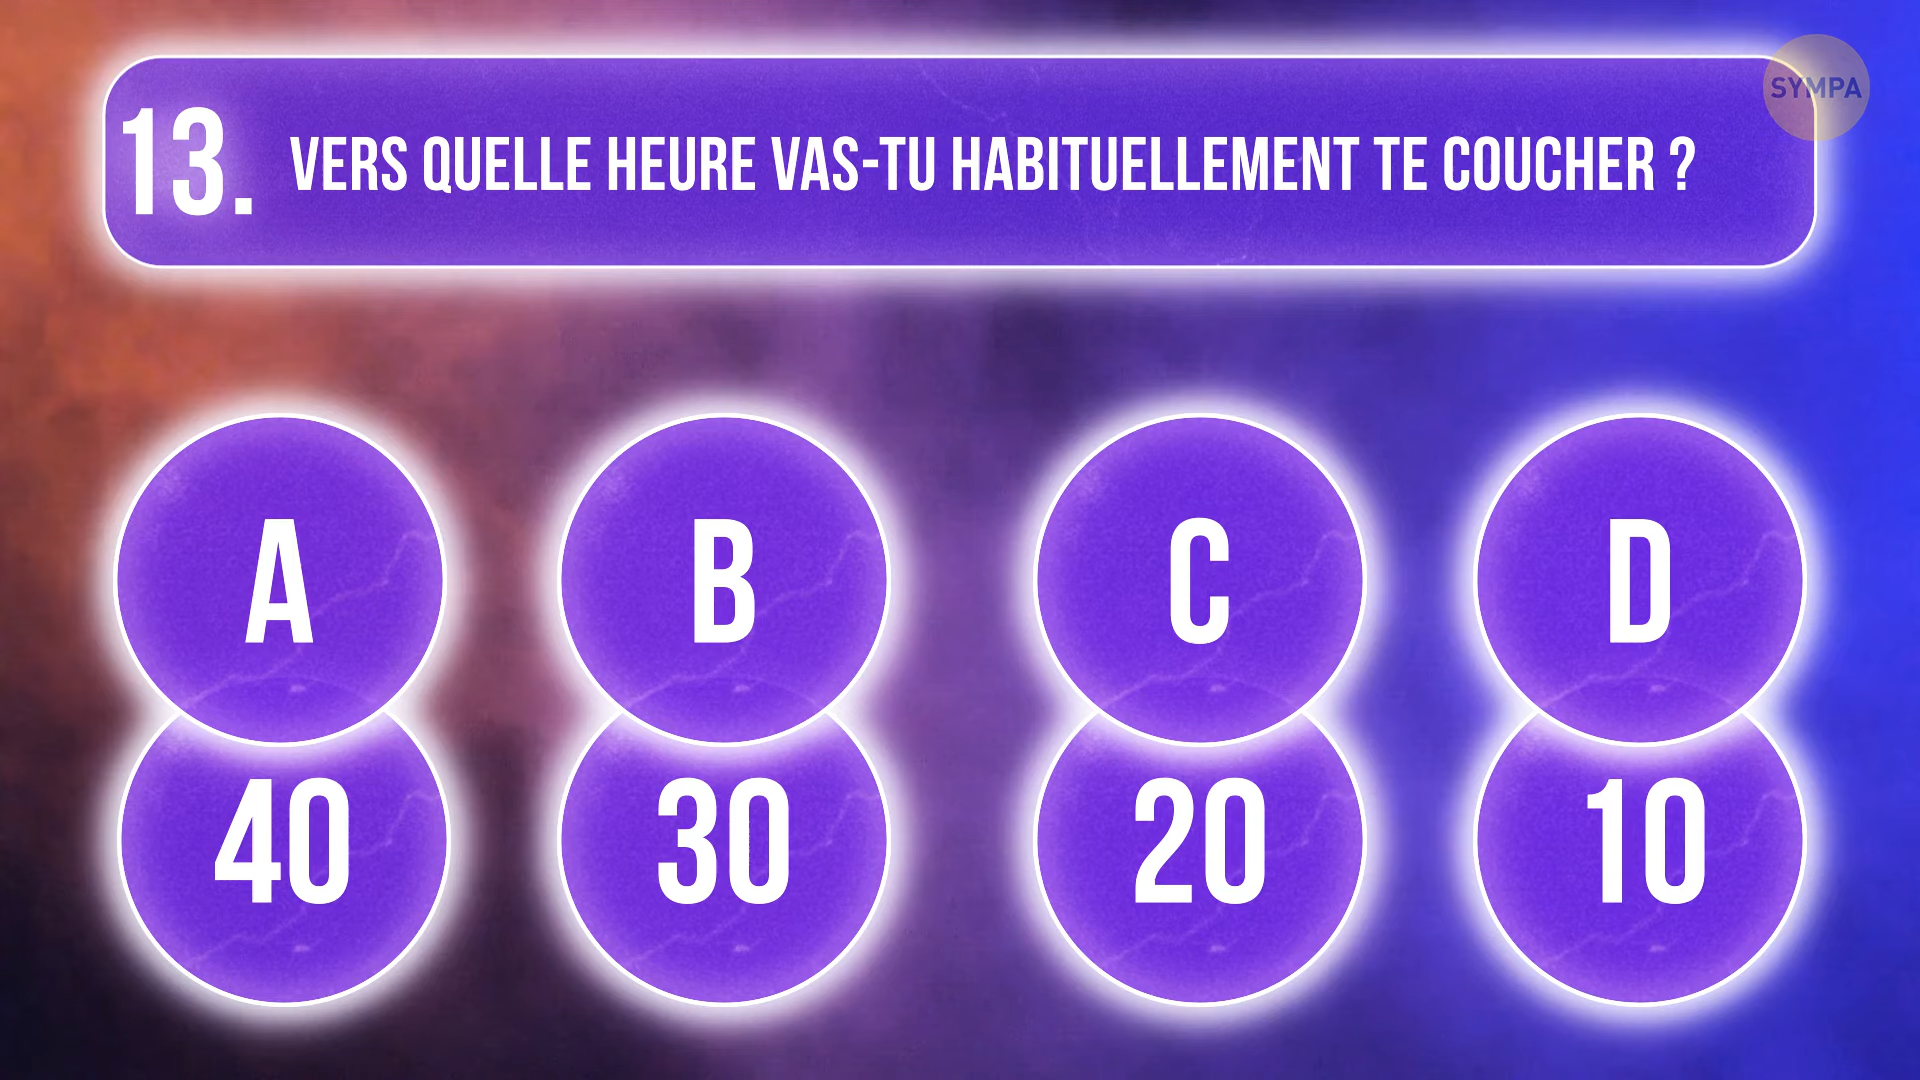 SYMPA
13. VERS QUELLE HEURE VAS-TU HABITUELLEMENT TE COUCHER ?
A B C D
40 30 20 10